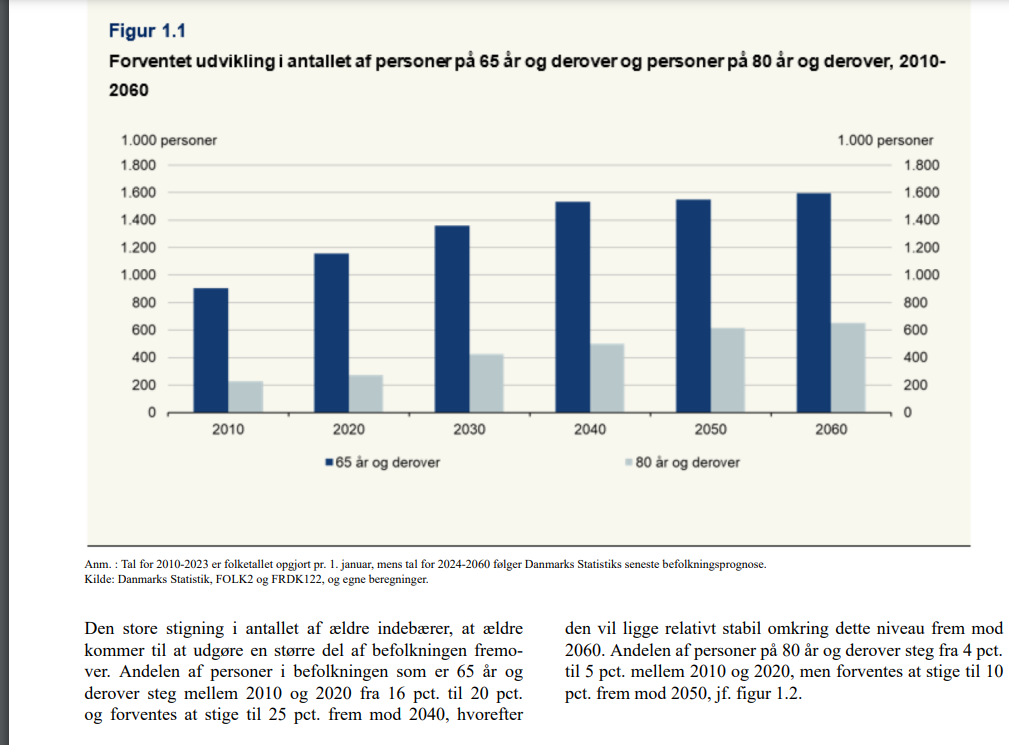 Figur 1.1
Forventet udvikling i antallet af personer på 65 år og derover og personer på 80 år og derover, 2010-
2060
1.000 personer 1.000 personer
1.800 1.800
1.600 1.600
1.400 1.400
1.200 1.200
1.000 1.000
800 800
600 600
400 400
200 200
0 0
2010 2020 2030 2040 2050 2060
65 år og derover 80 år og derover
Anm. : Tal for 2010-2023 er folketallet opgjort pr. 1. januar, mens tal for 2024-2060 følger Danmarks Statistiks seneste befolkningsprognose.
Kilde: Danmarks Statistik, FOLK2 og FRDK122, og egne beregninger.
Den store stigning i antallet af ældre indebærer, at ældre
kommer til at udgøre en større del af befolkningen fremo-
ver. Andelen af personer i befolkningen som er 65 år og
derover steg mellem 2010 og 2020 fra 16 pct. til 20 pct.
og forventes at stige til 25 pct. frem mod 2040, hvorefter
den vil ligge relativt stabil omkring dette niveau frem mod
2060. Andelen af personer på 80 år og derover steg fra 4 pct.
til 5 pct. mellem 2010 og 2020, men forventes at stige til 10
pct. frem mod 2050, jf. figur 1.2.